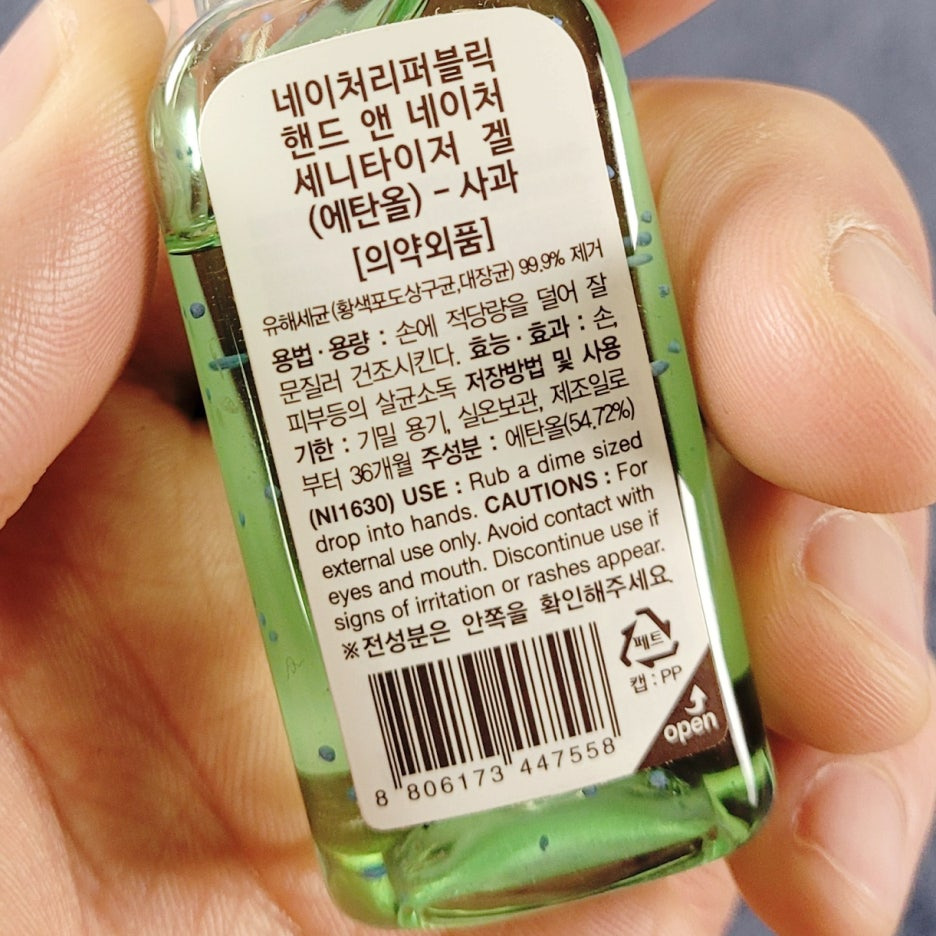 네이처리퍼블릭
핸드 앤 네이처
세니타이저 겔
(에탄올) - 사과
[의약외품]
유해세균(황색포도상구균,대장균) 99.9% 제거
용법·용량 : 손에 적당량을 덜어 잘
문질러 건조시킨다. 효능·효과 : 손,
피부등의 살균소독 저장방법 및 사용
기한 : 기밀 용기, 실온보관, 제조일로
부터 36개월 주성분 : 에탄올(54.72%)
(NI1630) USE : Rub a dime sized
drop into hands. CAUTIONS : For
external use only. Avoid contact with
eyes and mouth. Discontinue use if
signs of irritation or rashes appear.
※전성분은 안쪽을 확인해주세요.
페트
캡 : PP
open
8 806173 447558